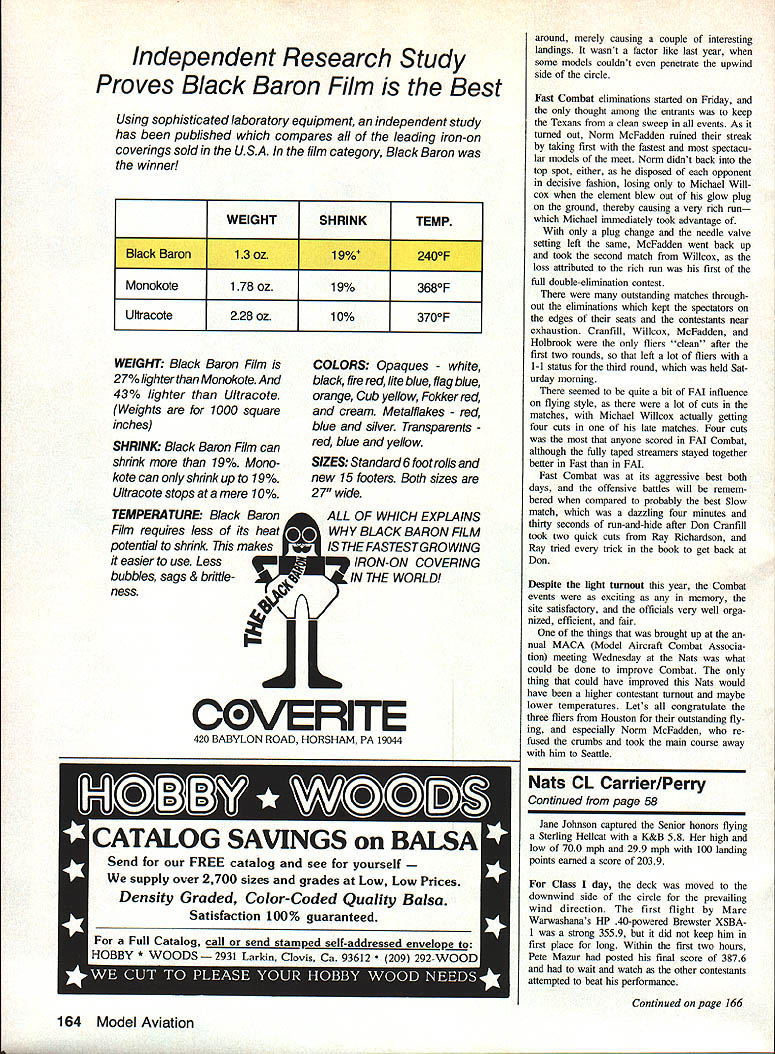 Independent Research Study
Proves Black Baron Film is the Best
Using sophisticated laboratory equipment, an independent study
has been published which compares all of the leading iron-on
coverings sold in the U.S.A. In the film category, Black Baron was
the winner!
WEIGHT SHRINK TEMP.
Black Baron 1.3 oz. 19%+ 240°F
Monokote 1.78 oz. 19% 368°F
Ultracote 2.28 oz. 10% 370°F
WEIGHT: Black Baron Film is
27% lighter than Monokote. And
43% lighter than Ultracote.
(Weights are for 1000 square
inches)
SHRINK: Black Baron Film can
shrink more than 19%. Mono-
kote can only shrink up to 19%.
Ultracote stops at a mere 10%.
TEMPERATURE: Black Baron
Film requires less of its heat
potential to shrink. This makes
it easier to use. Less
bubbles, sags & brittle-
ness.
COLORS: Opaques - white,
black, fire red, lite blue, flag blue,
orange, Cub yellow, Fokker red,
and cream. Metalflakes - red,
blue and silver. Transparents -
red, blue and yellow.
SIZES: Standard 6 foot rolls and
new 15 footers. Both sizes are
27" wide.
ALL OF WHICH EXPLAINS
WHY BLACK BARON FILM
IS THE FASTEST GROWING
IRON-ON COVERING
IN THE WORLD!
THE BLACK BARON
COVERITE
420 BABYLON ROAD, HORSHAM, PA 19044
HOBBY ★ WOODS
CATALOG SAVINGS on BALSA
Send for our FREE catalog and see for yourself —
We supply over 2,700 sizes and grades at Low, Low Prices.
Density Graded, Color-Coded Quality Balsa.
Satisfaction 100% guaranteed.
For a Full Catalog, call or send stamped self-addressed envelope to:
HOBBY ★ WOODS — 2931 Larkin, Clovis, Ca. 93612 • (209) 292-WOOD
WE CUT TO PLEASE YOUR HOBBY WOOD NEEDS
164 Model Aviation
around, merely causing a couple of interesting
landings. It wasn't a factor like last year, when
some models couldn't even penetrate the upwind
side of the circle.
Fast Combat eliminations started on Friday, and
the only thought among the entrants was to keep
the Texans from a clean sweep in all events. As it
turned out, Norm McFadden ruined their streak
by taking first with the fastest and most spectacu-
lar models of the meet. Norm didn't back into the
top spot, either, as he disposed of each opponent
in decisive fashion, losing only to Michael Will-
cox when the element blew out of his glow plug
on the ground, thereby causing a very rich run—
which Michael immediately took advantage of.
With only a plug change and the needle valve
setting left the same, McFadden went back up
and took the second match from Willcox, as the
loss attributed to the rich run was his first of the
full double-elimination contest.
There were many outstanding matches through-
out the eliminations which kept the spectators on
the edges of their seats and the contestants near
exhaustion. Cranfill, Willcox, McFadden, and
Holbrook were the only fliers "clean" after the
first two rounds, so that left a lot of fliers with a
1-1 status for the third round, which was held Sat-
urday morning.
There seemed to be quite a bit of FAI influence
on flying style, as there were a lot of cuts in the
matches, with Michael Willcox actually getting
four cuts in one of his late matches. Four cuts
was the most that anyone scored in FAI Combat,
although the fully taped streamers stayed together
better in Fast than in FAI.
Fast Combat was at its aggressive best both
days, and the offensive battles will be remem-
bered when compared to probably the best Slow
match, which was a dazzling four minutes and
thirty seconds of run-and-hide after Don Cranfill
took two quick cuts from Ray Richardson, and
Ray tried every trick in the book to get back at
Don.
Despite the light turnout this year, the Combat
events were as exciting as any in memory, the
site satisfactory, and the officials very well orga-
nized, efficient, and fair.
One of the things that was brought up at the an-
nual MACA (Model Aircraft Combat Associa-
tion) meeting Wednesday at the Nats was what
could be done to improve Combat. The only
thing that could have improved this Nats would
have been a higher contestant turnout and maybe
lower temperatures. Let's all congratulate the
three fliers from Houston for their outstanding fly-
ing, and especially Norm McFadden, who re-
fused the crumbs and took the main course away
with him to Seattle.
Nats CL Carrier/Perry
Continued from page 58
Jane Johnson captured the Senior honors flying
a Sterling Hellcat with a K&B 5.8. Her high and
low of 70.0 mph and 29.9 mph with 100 landing
points earned a score of 203.9.
For Class I day, the deck was moved to the
downwind side of the circle for the prevailing
wind direction. The first flight by Marc
Warwashana's HP .40-powered Brewster XSBA-
1 was a strong 355.9, but it did not keep him in
first place for long. Within the first two hours,
Pete Mazur had posted his final score of 387.6
and had to wait and watch as the other contestants
attempted to beat his performance.
Continued on page 166